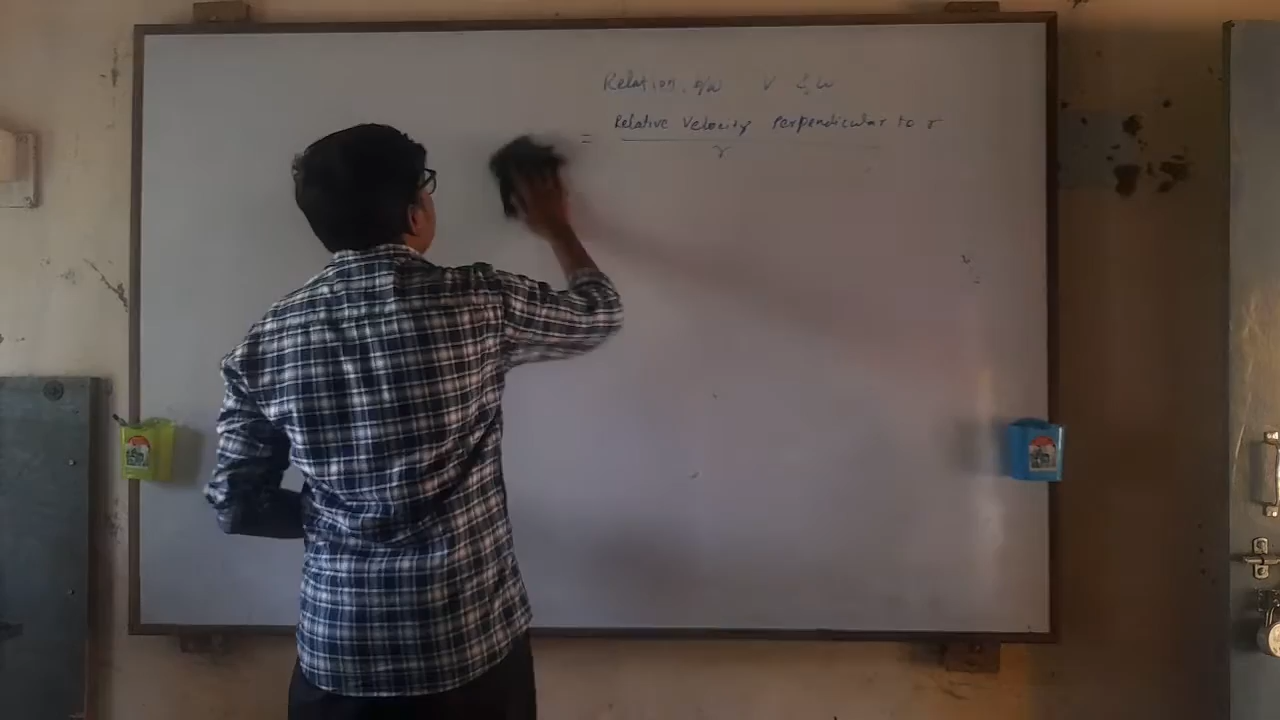 Relation b/w V & ω
= Relative Velocity Perpendicular to r
r